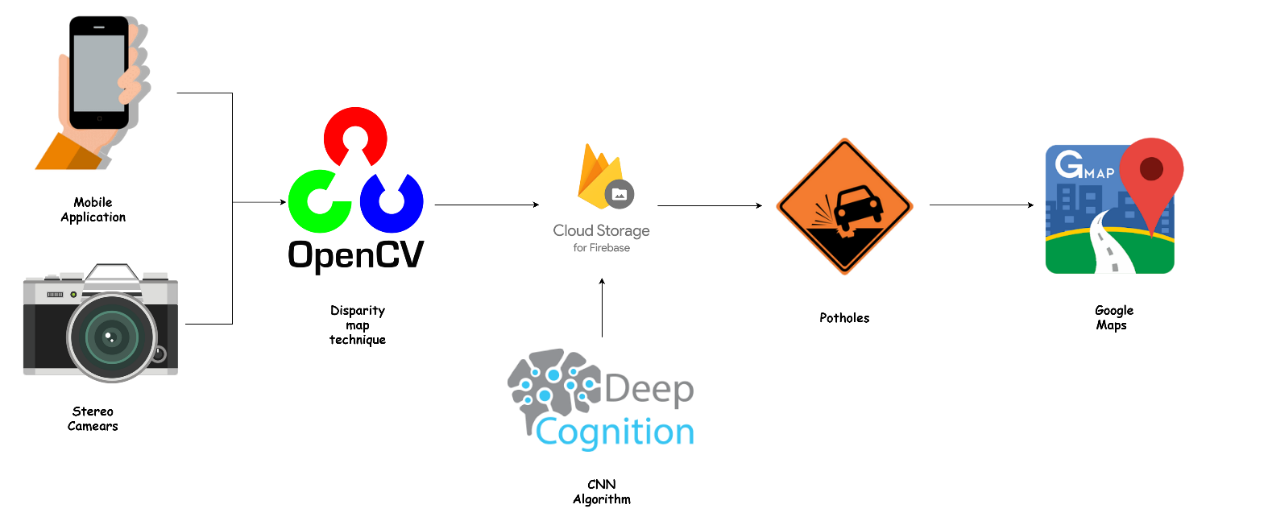 Mobile
Application
Stereo
Camears
OpenCV
Disparity
map
technique
Cloud Storage
for Firebase
Deep
Cognition
CNN
Algorithm
Potholes
GMAP
Google
Maps